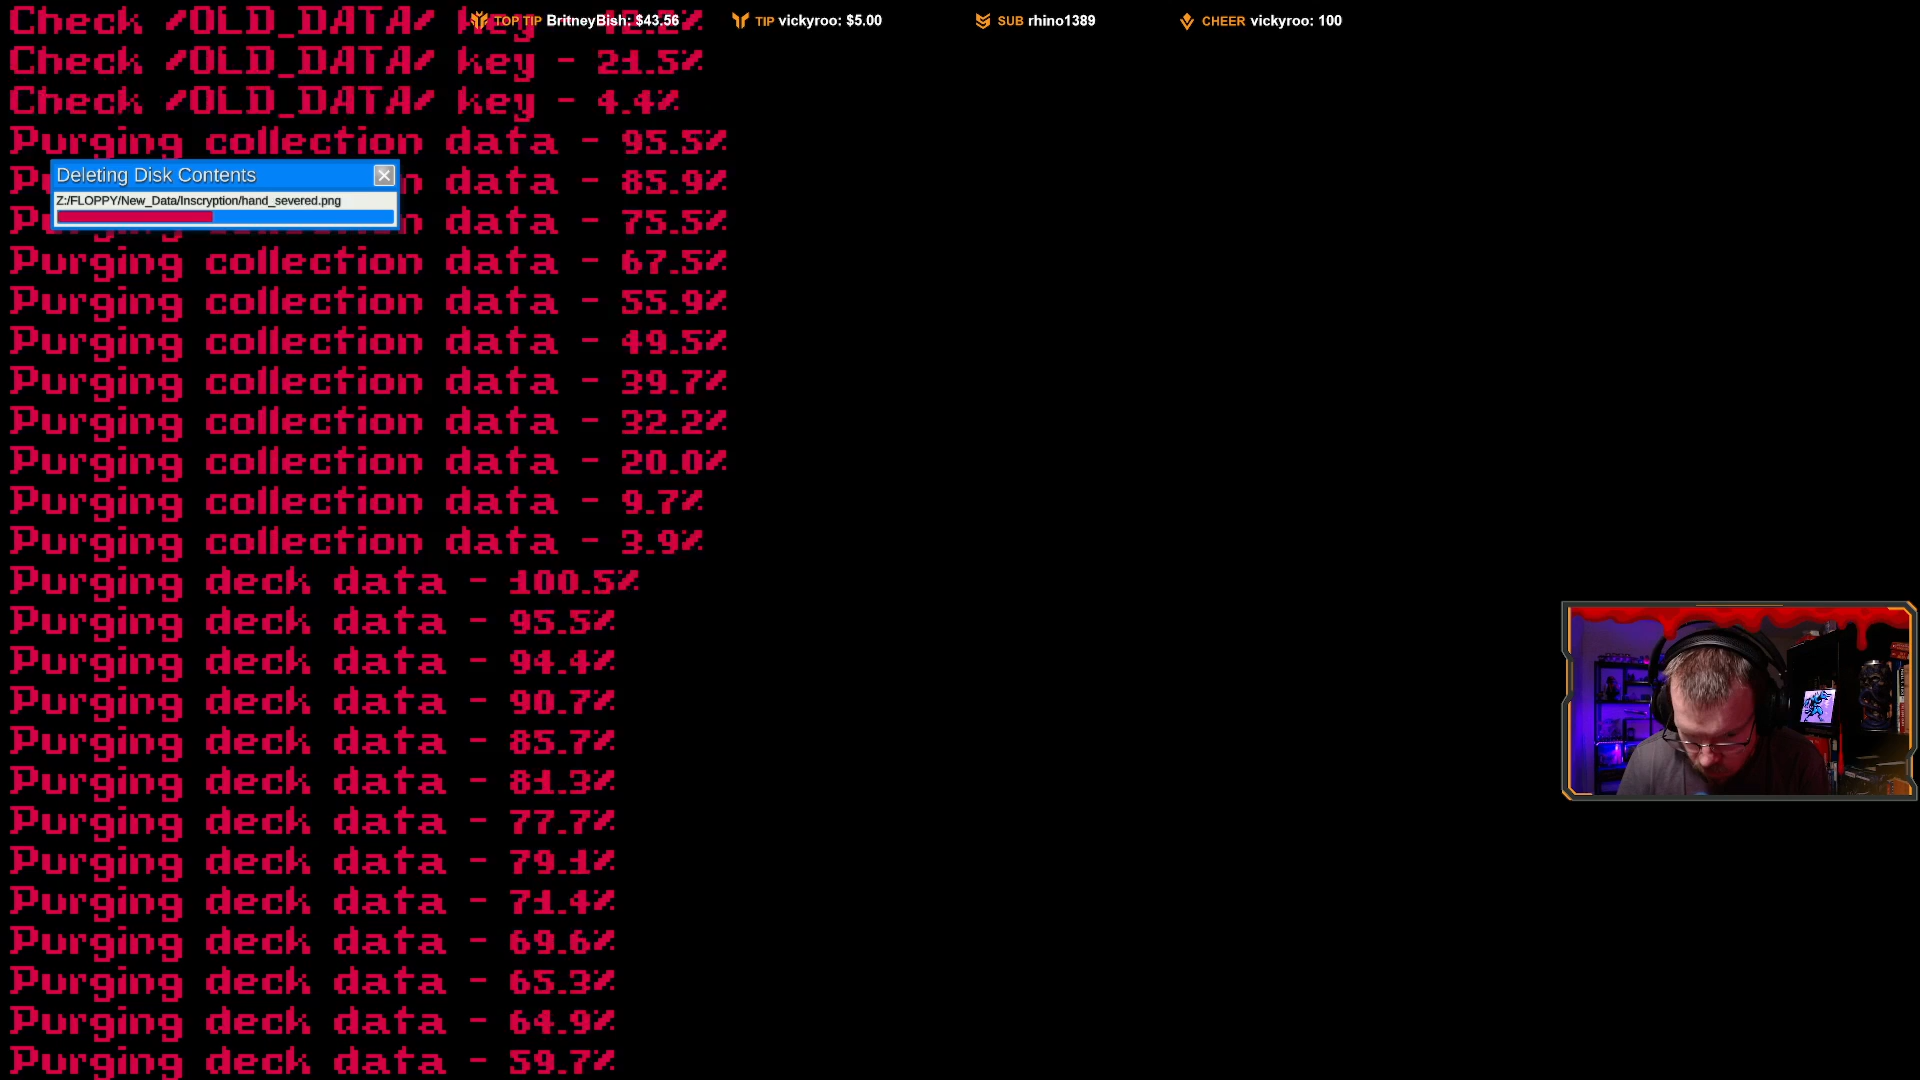 TOP TIP BritneyBish: $43.56
TIP vickyroo: $5.00
SUB rhino1389
CHEER vickyroo: 100
Check /OLD_DATA/ key - 12.2%
Check /OLD_DATA/ key - 21.5%
Check /OLD_DATA/ key - 4.4%
Purging collection data - 95.5%
Deleting Disk Contents
Z:/FLOPPY/New_Data/Inscryption/hand_severed.png
data - 85.9%
data - 75.5%
Purging collection data - 67.5%
Purging collection data - 55.9%
Purging collection data - 49.5%
Purging collection data - 39.7%
Purging collection data - 32.2%
Purging collection data - 20.0%
Purging collection data - 9.7%
Purging collection data - 3.9%
Purging deck data - 100.5%
Purging deck data - 95.5%
Purging deck data - 94.4%
Purging deck data - 90.7%
Purging deck data - 85.7%
Purging deck data - 81.3%
Purging deck data - 77.7%
Purging deck data - 79.1%
Purging deck data - 71.4%
Purging deck data - 69.6%
Purging deck data - 65.3%
Purging deck data - 64.9%
Purging deck data - 59.7%